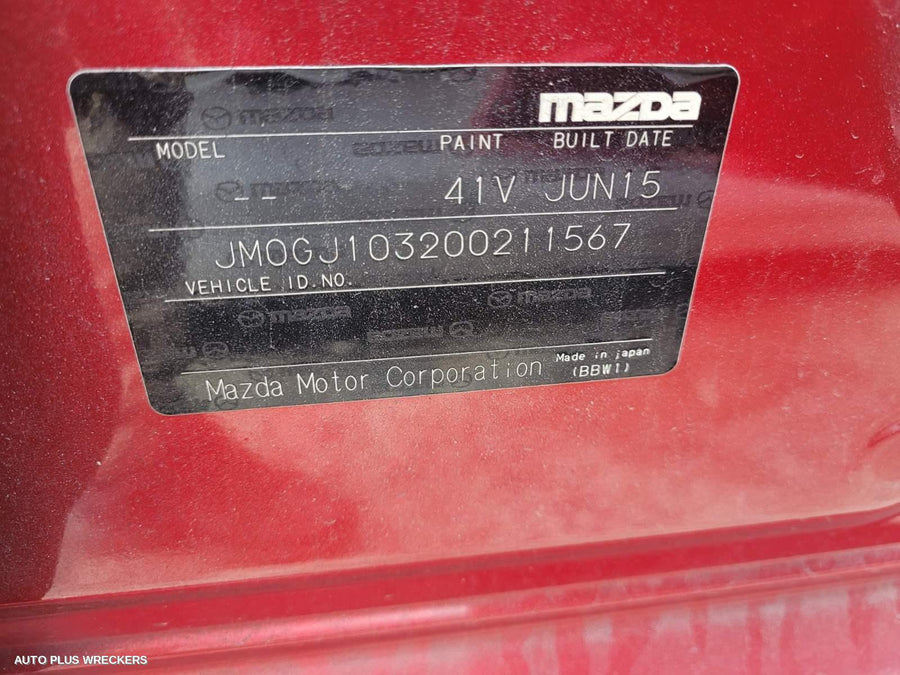 mazda
MODEL PAINT BUILT DATE
-- 41V JUN15
JM0GJ103200211567
VEHICLE ID.NO.
Mazda Motor Corporation Made in japan
(BBW1)
AUTO PLUS WRECKERS